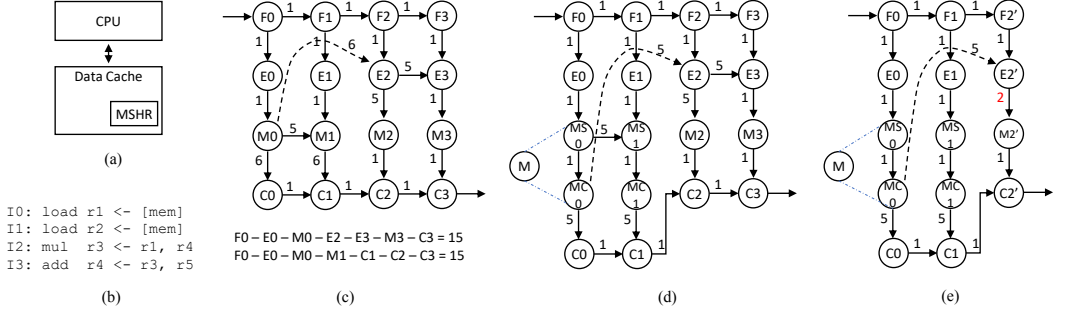 CPU
Data Cache
MSHR
(a)
I0: load r1 <- [mem]
I1: load r2 <- [mem]
I2: mul r3 <- r1, r4
I3: add r4 <- r3, r5
(b)
F0 1 F1 1 F2 1 F3
1 1 6 1 1
E0 E1 E2 5 E3
1 1 5 1
M0 5 M1 M2 M3
6 6 1 1
C0 1 C1 1 C2 1 C3
F0 – E0 – M0 – E2 – E3 – M3 – C3 = 15
F0 – E0 – M0 – M1 – C1 – C2 – C3 = 15
(c)
F0 1 F1 1 F2 1 F3
1 1 5 1 1
E0 E1 E2 5 E3
1 1 5 1
MS 0 5 MS 1 M2 M3
M
1 1 1
MC 0 MC 1 C2 1 C3
5 5
C0 1 C1 1
(d)
F0 1 F1 1 F2′
1 1 5 1
E0 E1 E2′
1 1 2
MS 0 MS 1 M2′
M
1 1
MC 0 MC 1 C2′
5 5
C0 1 C1 1
(e)